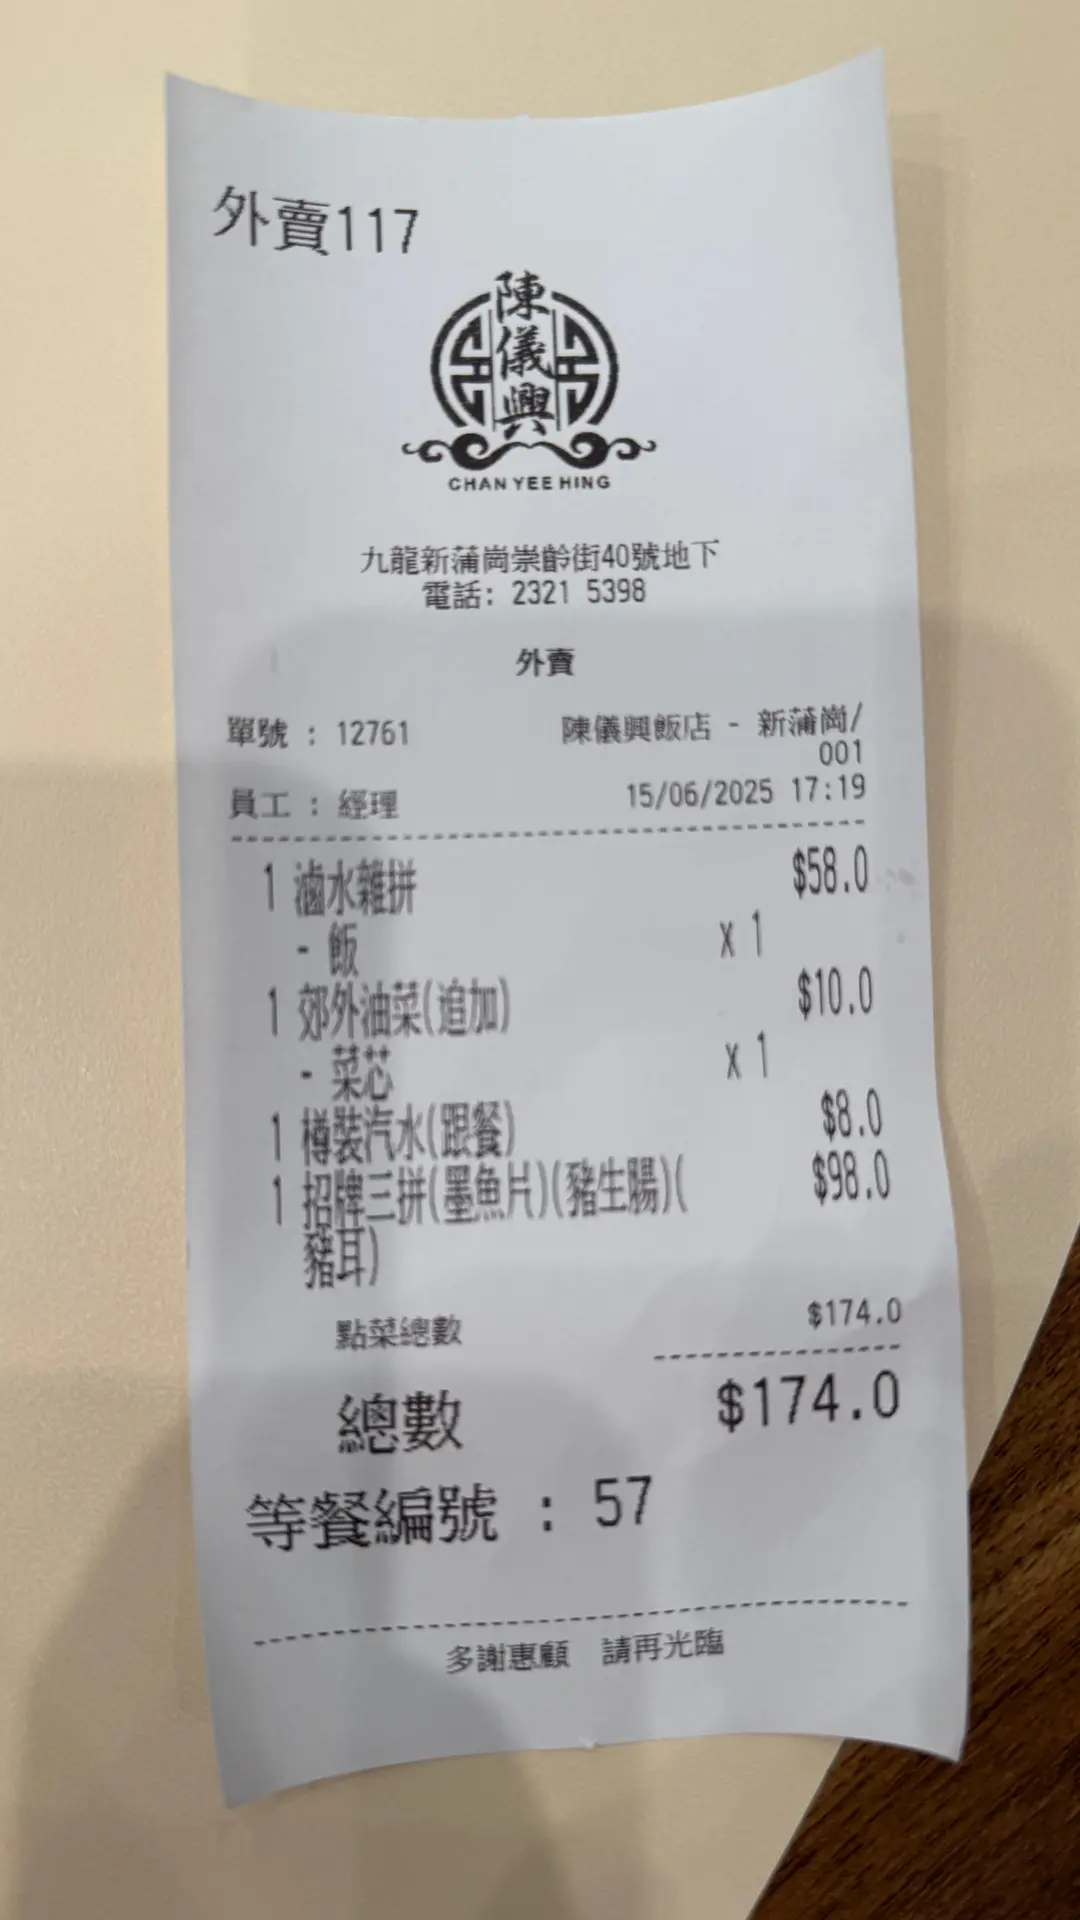 外賣117
陳儀興
CHAN YEE HING
九龍新蒲崗崇齡街40號地下
電話: 2321 5398
外賣
單號 : 12761 陳儀興飯店 - 新蒲崗/
001
員工 : 經理 15/06/2025 17:19
1 滷水雜拼 $58.0
- 飯 x 1
1 郊外油菜(追加) $10.0
- 菜芯 x 1
1 樽裝汽水(跟餐) $8.0
1 招牌三拼(墨魚片)(豬生腸)( $98.0
豬耳)
點菜總數 $174.0
總數 $174.0
等餐編號 : 57
多謝惠顧 請再光臨